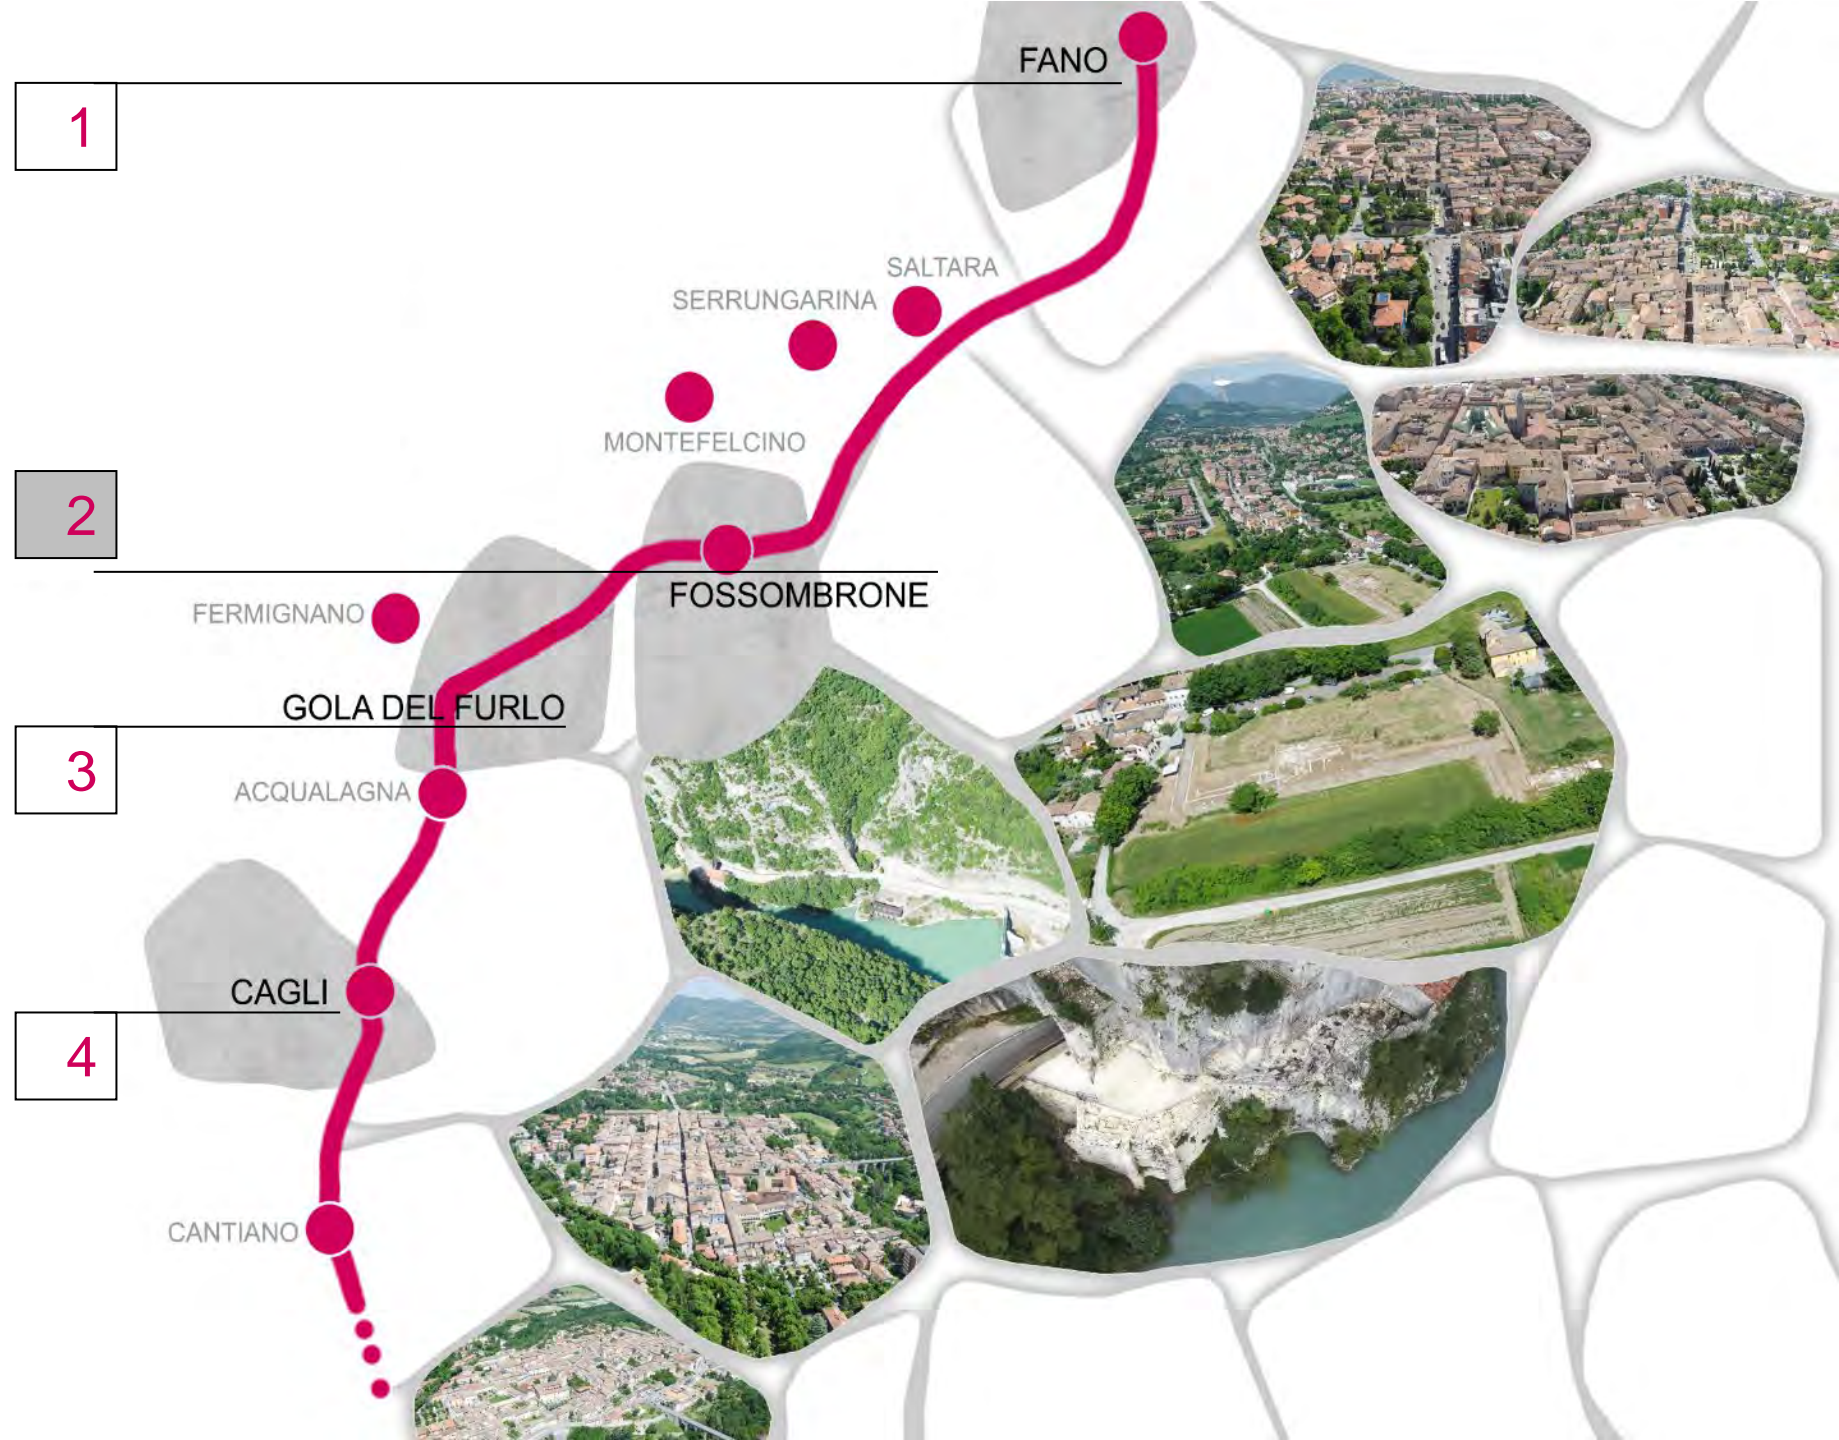 FANO
1
SALTARA
SERRUNGARINA
MONTEFELCINO
2
FOSSOMBRONE
FERMIGNANO
GOLA DEL FURLO
3
ACQUALAGNA
CAGLI
4
CANTIANO